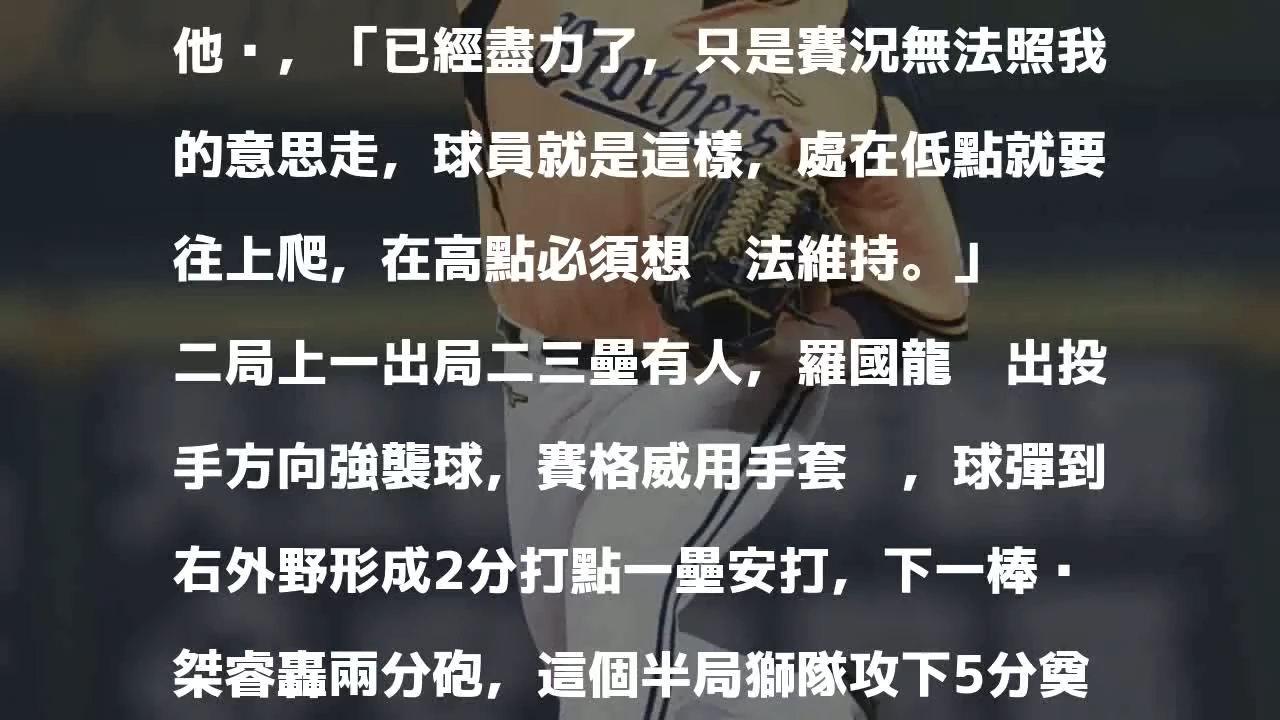 他·，「已經盡力了，只是賽況無法照我
的意思走，球員就是這樣，處在低點就要
往上爬，在高點必須想　法維持。」
二局上一出局二三壘有人，羅國龍　出投
手方向強襲球，賽格威用手套　，球彈到
右外野形成2分打點一壘安打，下一棒·
桀睿轟兩分砲，這個半局獅隊攻下5分奠
Brothers